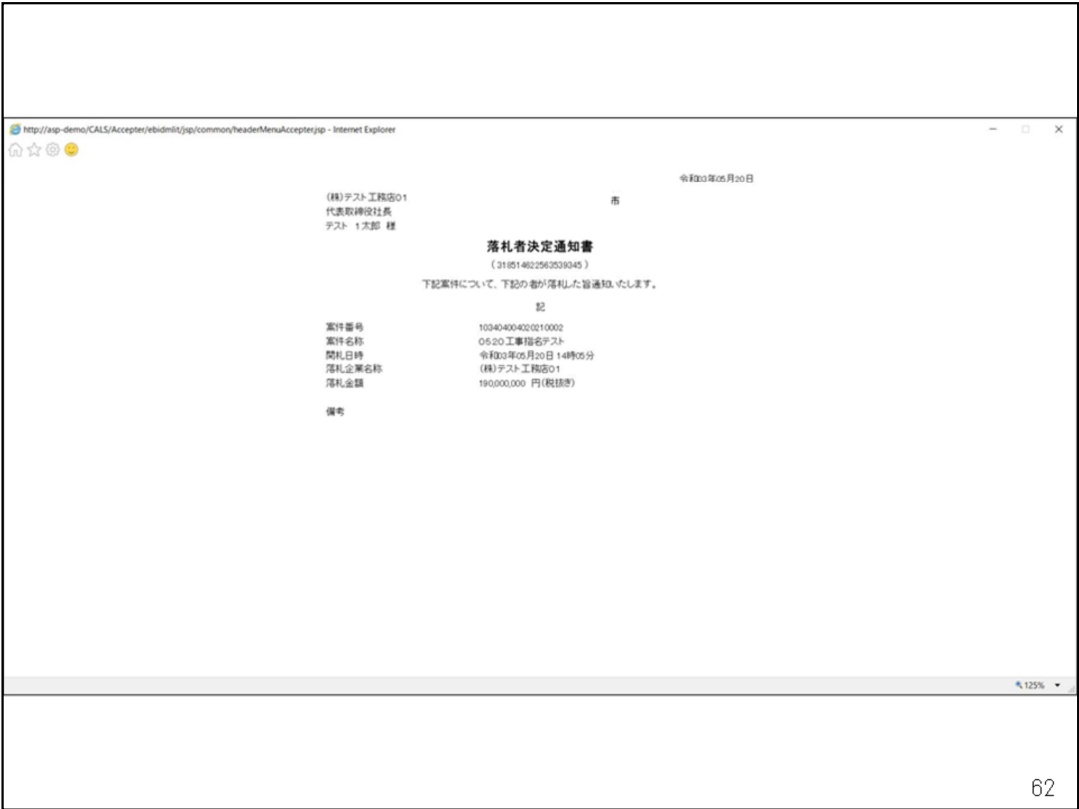 http://asp-demo/CALS/Accepter/ebidmlit/jsp/common/headerMenuAccepter.jsp - Internet Explorer
令和03年05月20日
(株)テスト工務店01
市
代表取締役社長
テスト 1太郎 様
落札者決定通知書
(318514622563539345)
下記案件について、下記の者が落札した旨通知いたします。
記
案件番号 103404004020210002
案件名称 0520工事指名テスト
開札日時 令和03年05月20日 14時05分
落札企業名称 (株)テスト工務店01
落札金額 190,000,000 円(税抜き)
備考
125%
62